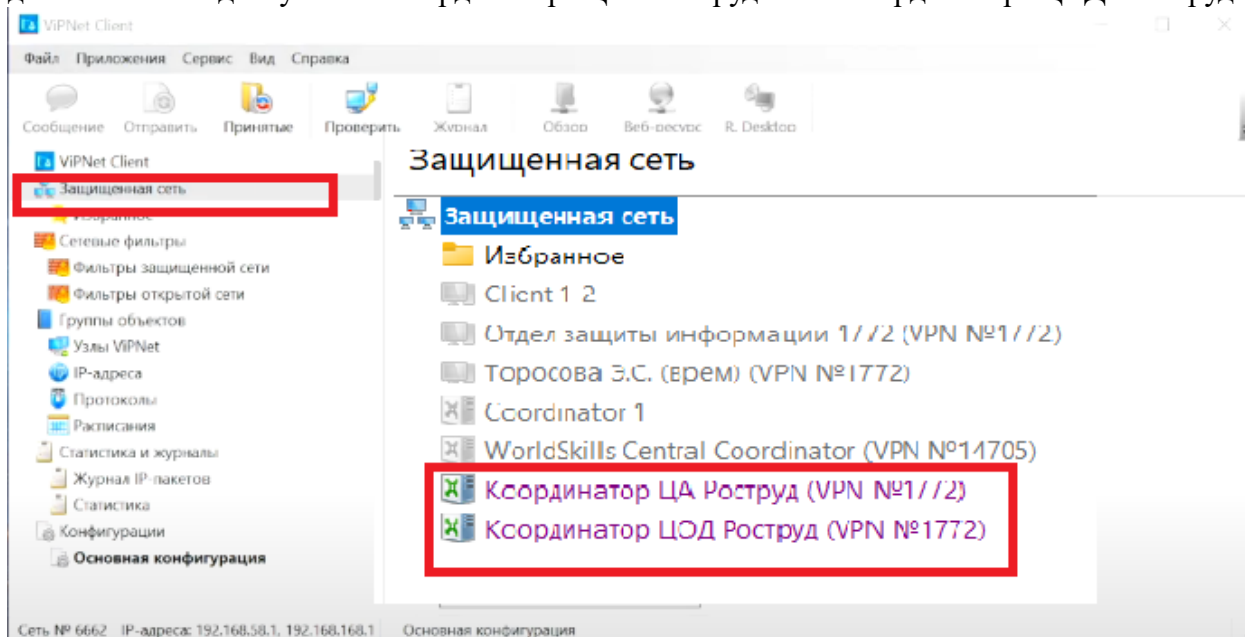 ViPNet Client
Файл Приложения Сервис Вид Справка
Сообщение Отправить Принятые Проверить Журнал Обзор Веб-ресурс R. Desktop
ViPNet Client
Защищенная сеть
Избранное
Сетевые фильтры
Фильтры защищенной сети
Фильтры открытой сети
Группы объектов
Узлы ViPNet
IP-адреса
Протоколы
Расписания
Статистика и журналы
Журнал IP-пакетов
Статистика
Конфигурации
Основная конфигурация
Защищенная сеть
Защищенная сеть
Избранное
Client 1 2
Отдел защиты информации 1772 (VPN №1772)
Торосова Э.С. (врем) (VPN №1772)
Coordinator 1
WorldSkills Central Coordinator (VPN №14705)
Координатор ЦА Роструд (VPN №1772)
Координатор ЦОД Роструд (VPN №1772)
Сеть № 6662 IP-адреса: 192.168.58.1, 192.168.168.1 Основная конфигурация